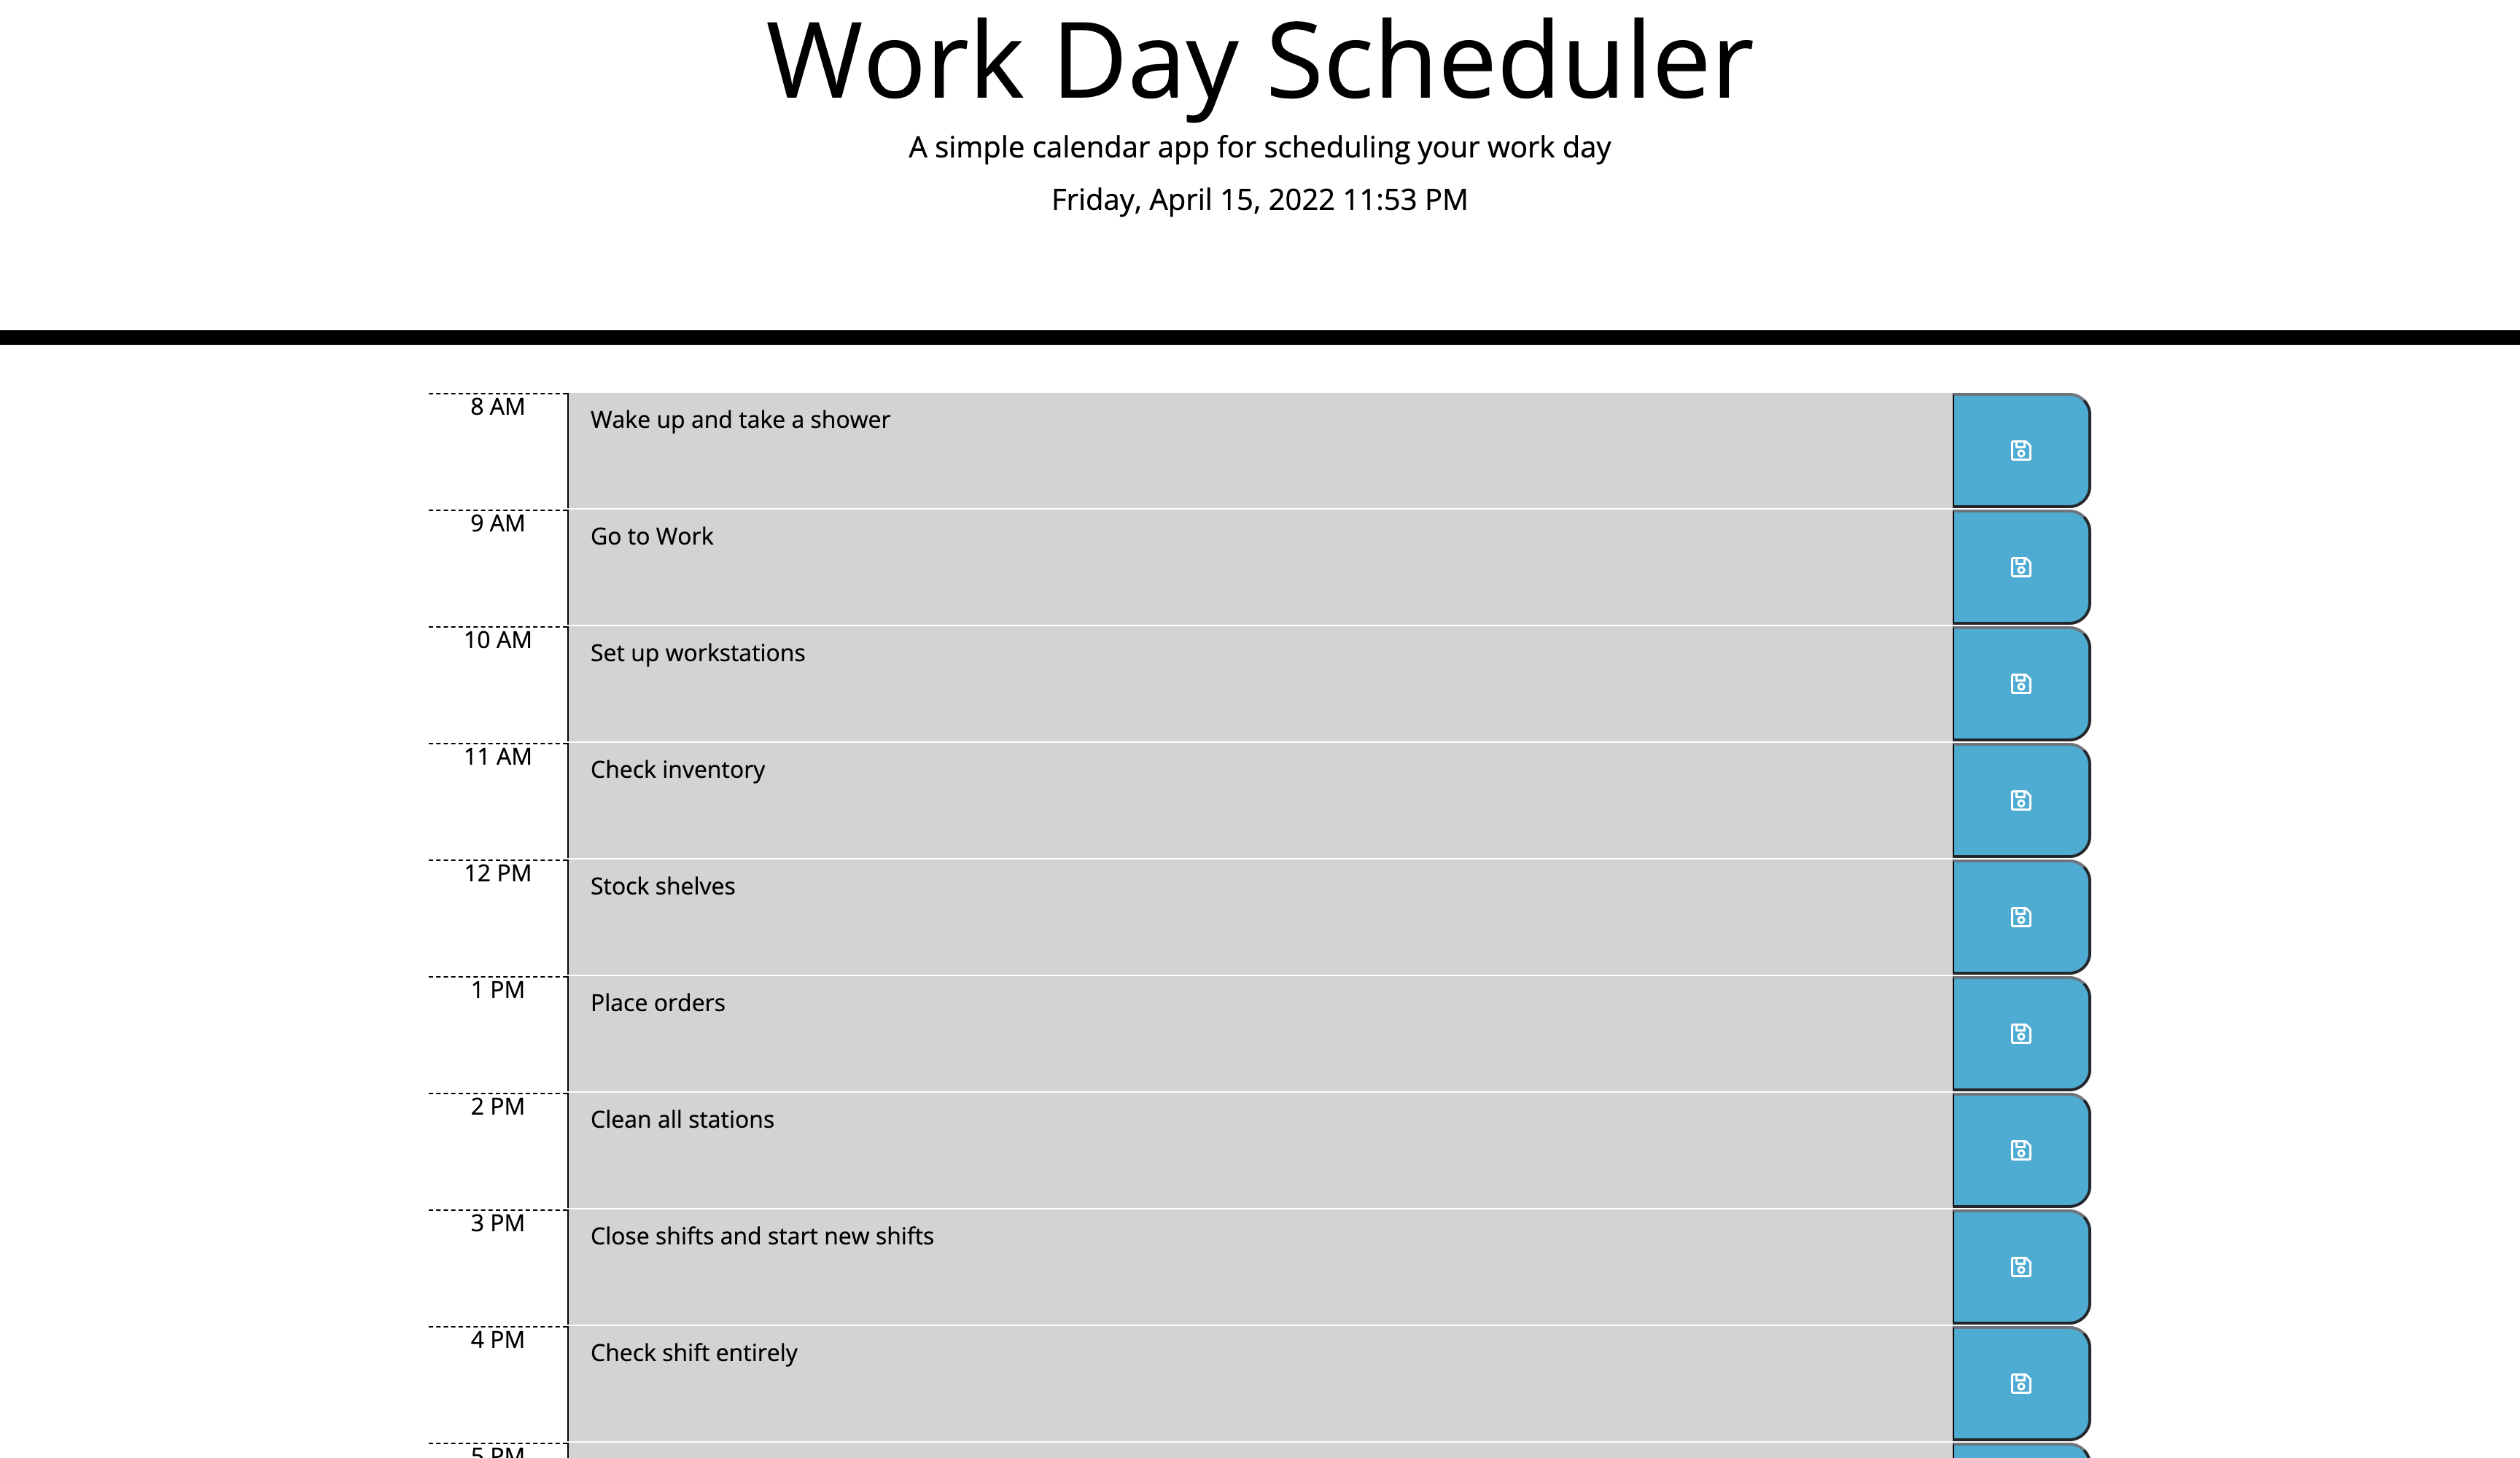 Work Day Scheduler
A simple calendar app for scheduling your work day
Friday, April 15, 2022 11:53 PM
8 AM
Wake up and take a shower
9 AM
Go to Work
10 AM
Set up workstations
11 AM
Check inventory
12 PM
Stock shelves
1 PM
Place orders
2 PM
Clean all stations
3 PM
Close shifts and start new shifts
4 PM
Check shift entirely
5 PM